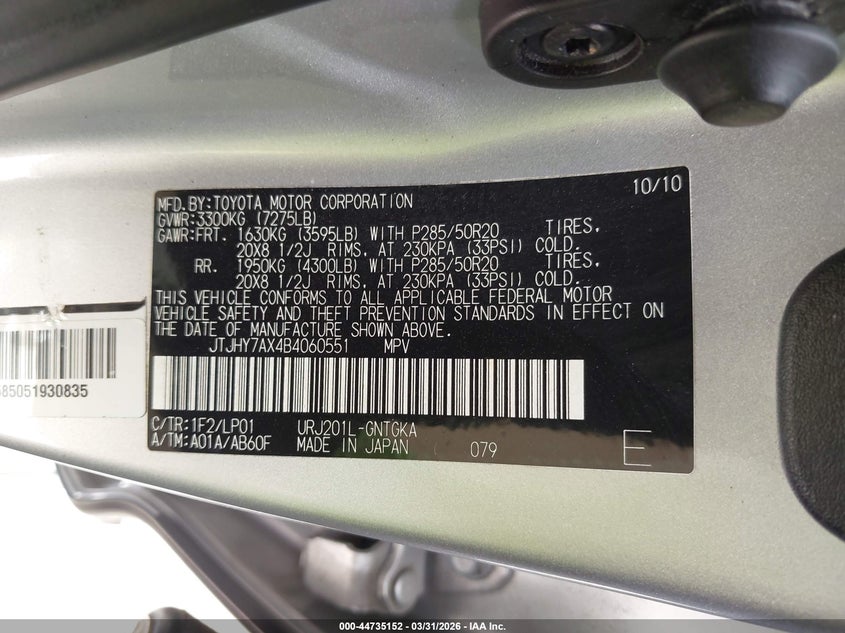 MFD.BY:TOYOTA MOTOR CORPORATION 10/10
GVWR:3300KG (7275LB)
GAWR:FRT. 1630KG (3595LB) WITH P285/50R20 TIRES,
20X8 1/2J RIMS, AT 230KPA (33PSI) COLD.
RR. 1950KG (4300LB) WITH P285/50R20 TIRES,
20X8 1/2J RIMS, AT 230KPA (33PSI) COLD.
THIS VEHICLE CONFORMS TO ALL APPLICABLE FEDERAL MOTOR
VEHICLE SAFETY AND THEFT PREVENTION STANDARDS IN EFFECT ON
THE DATE OF MANUFACTURE SHOWN ABOVE.
JTJHY7AX4B4060551 MPV
85051930835
C/TR:1F2/LP01 URJ201L-GNTGKA
A/TM:A01A/AB60F MADE IN JAPAN 079 E
000-44735152 - 03/31/2026 - IAA Inc.